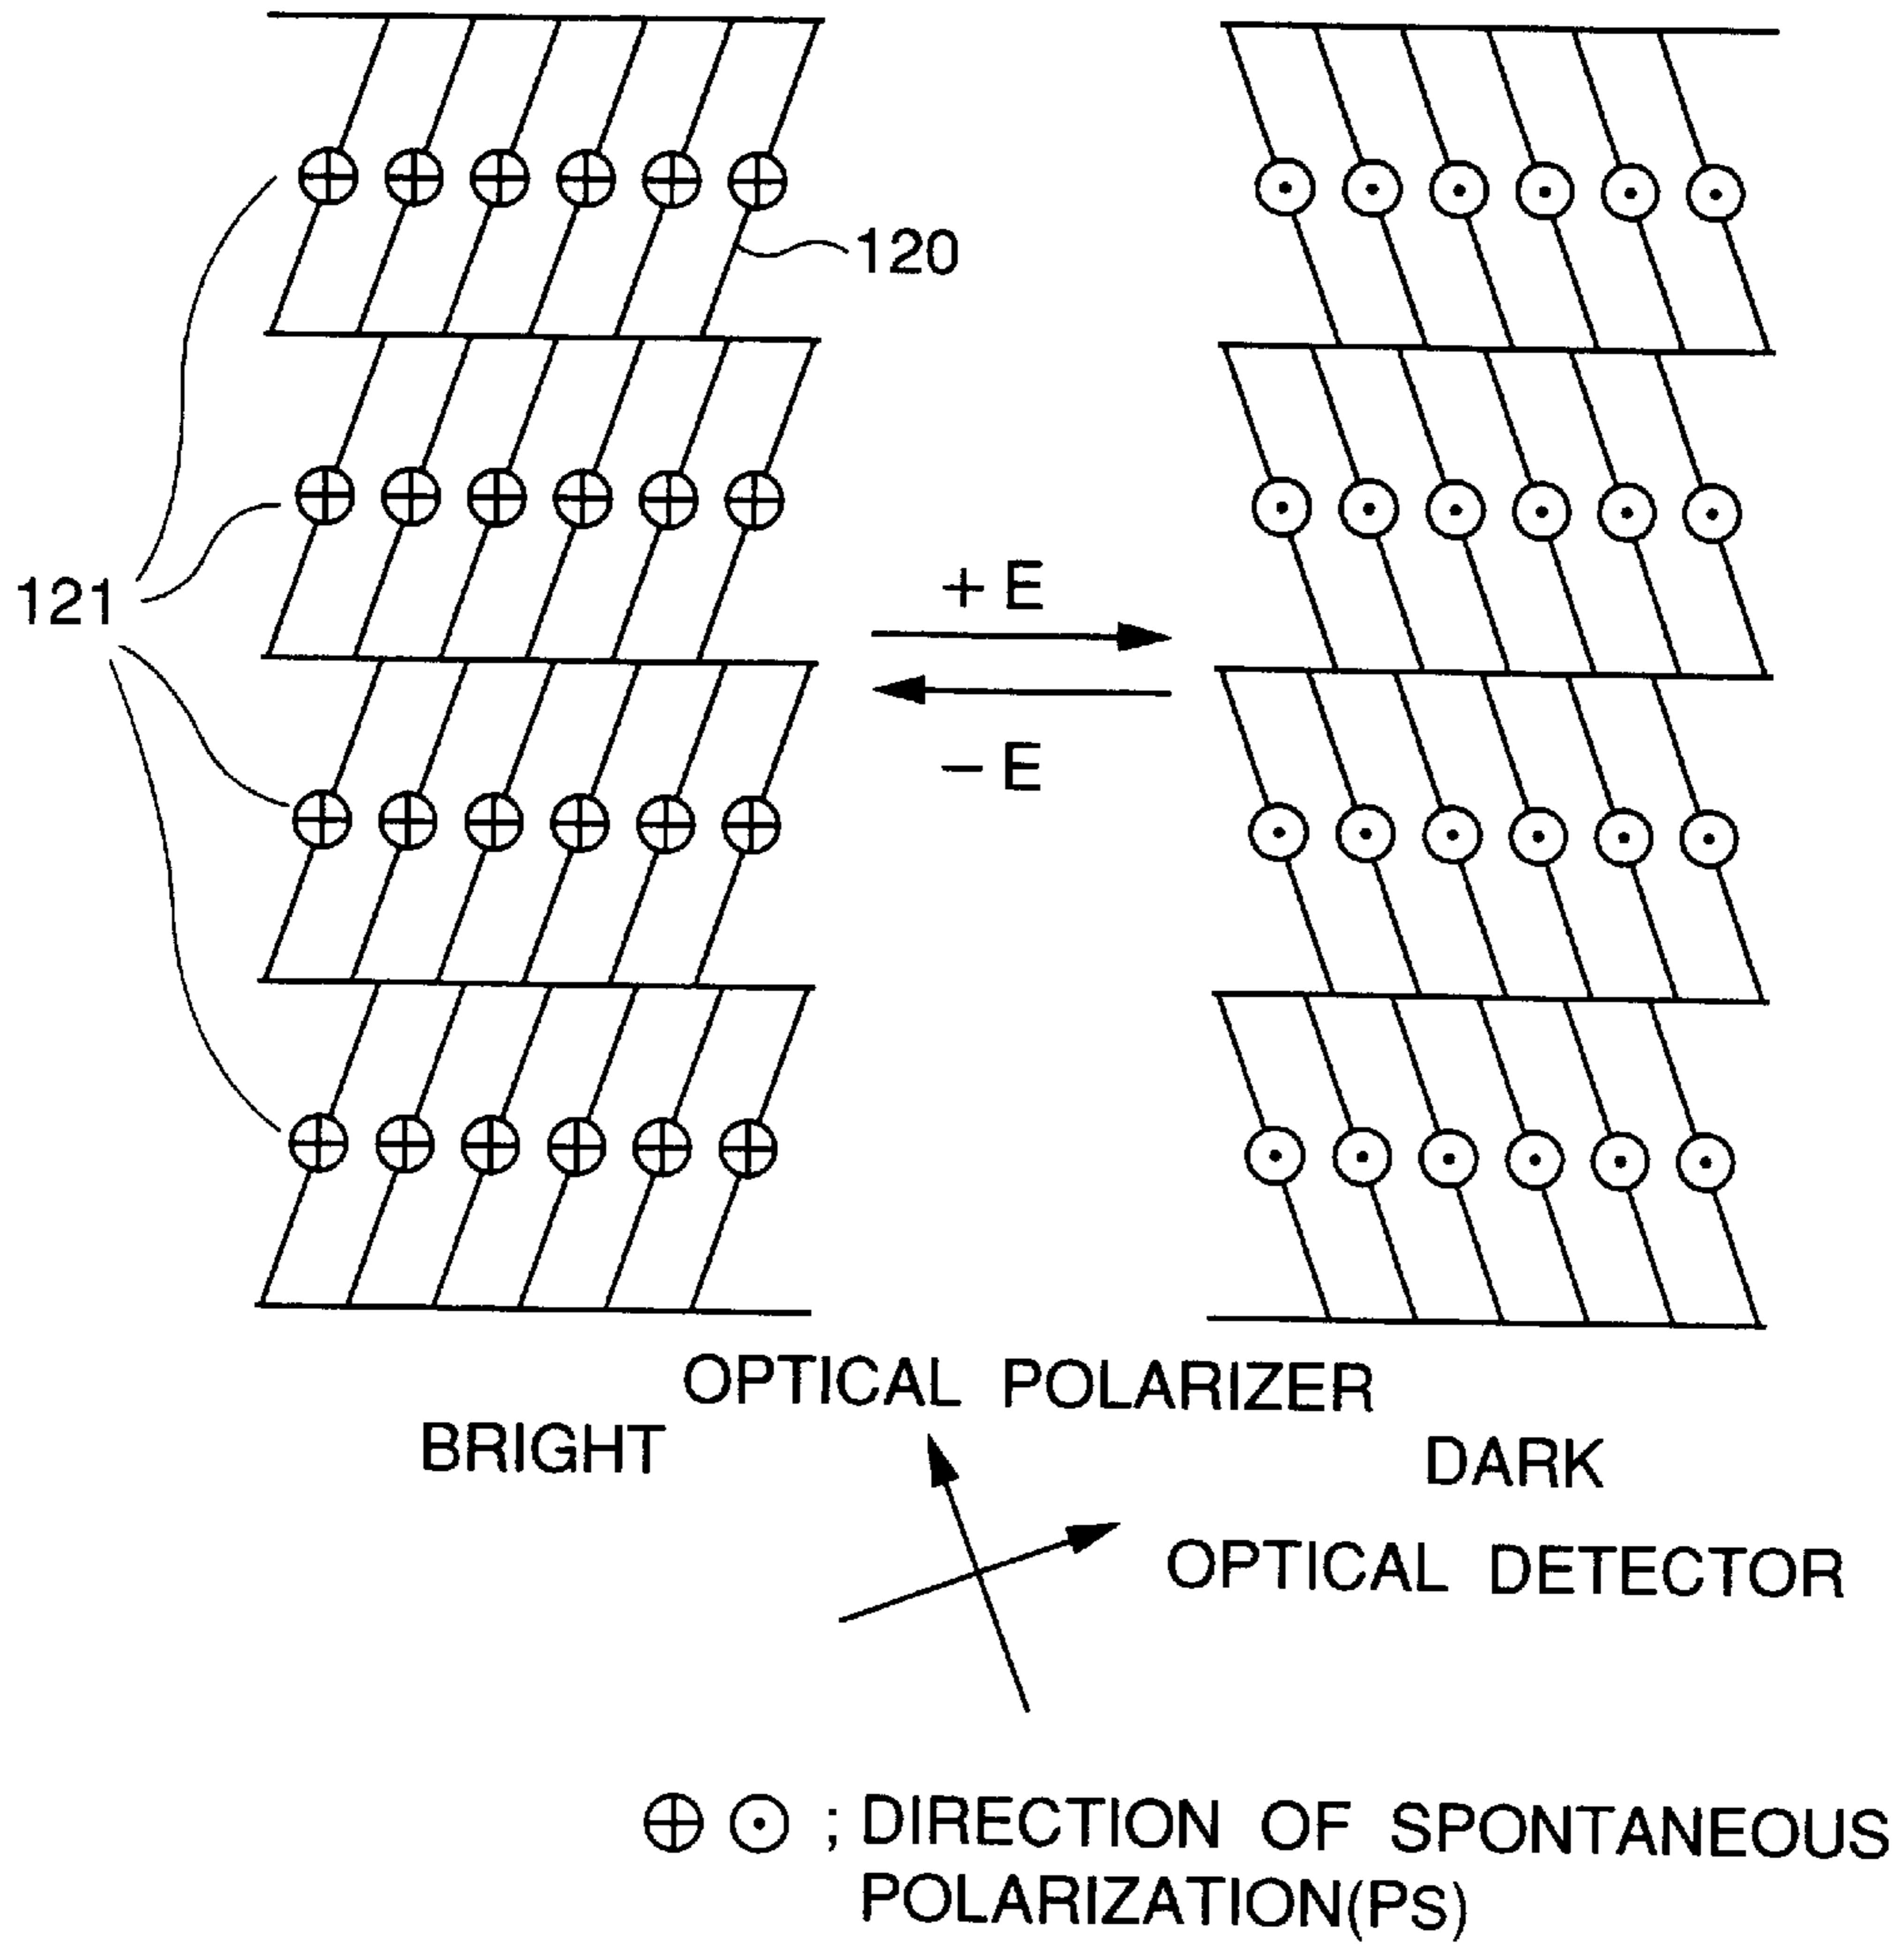 120
121
+ E
− E
OPTICAL POLARIZER
BRIGHT
DARK
OPTICAL DETECTOR
; DIRECTION OF SPONTANEOUS
POLARIZATION(PS)